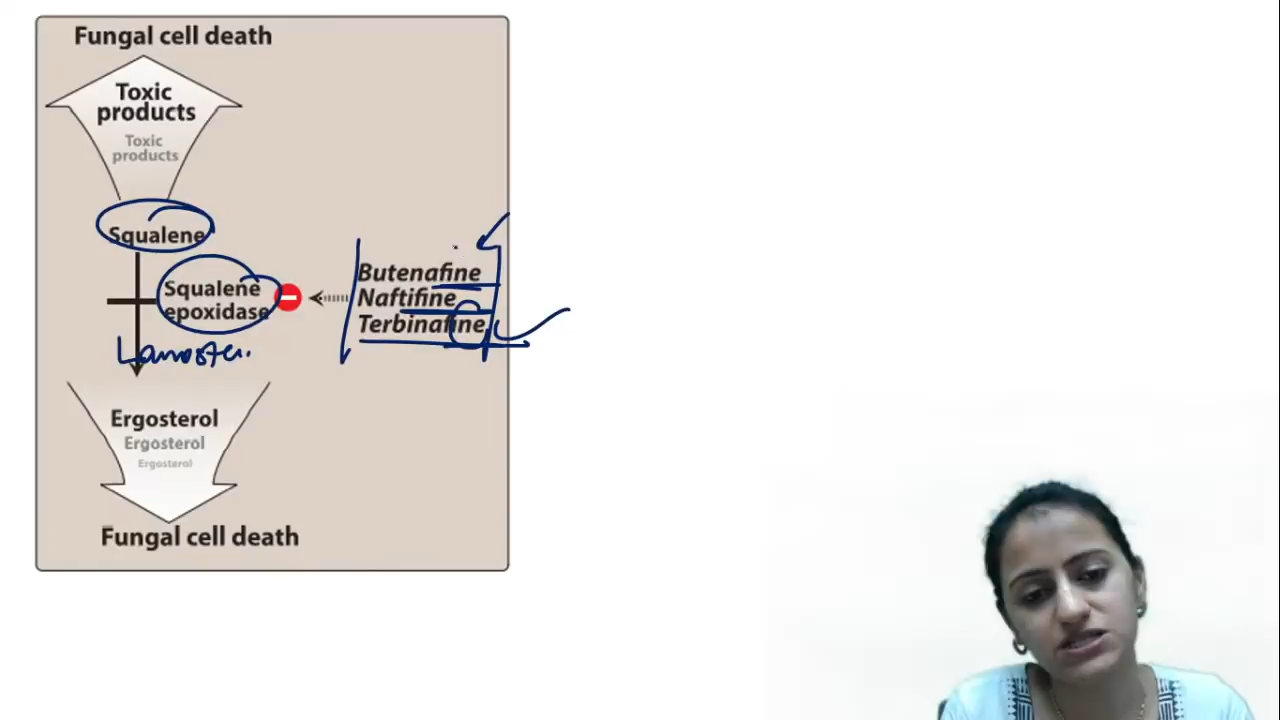 Fungal cell death
Toxic
products
Toxic
products
Squalene
Squalene
epoxidase
Butenafine
Naftifine
Terbinafine
Lanoster.
Ergosterol
Ergosterol
Ergosterol
Fungal cell death